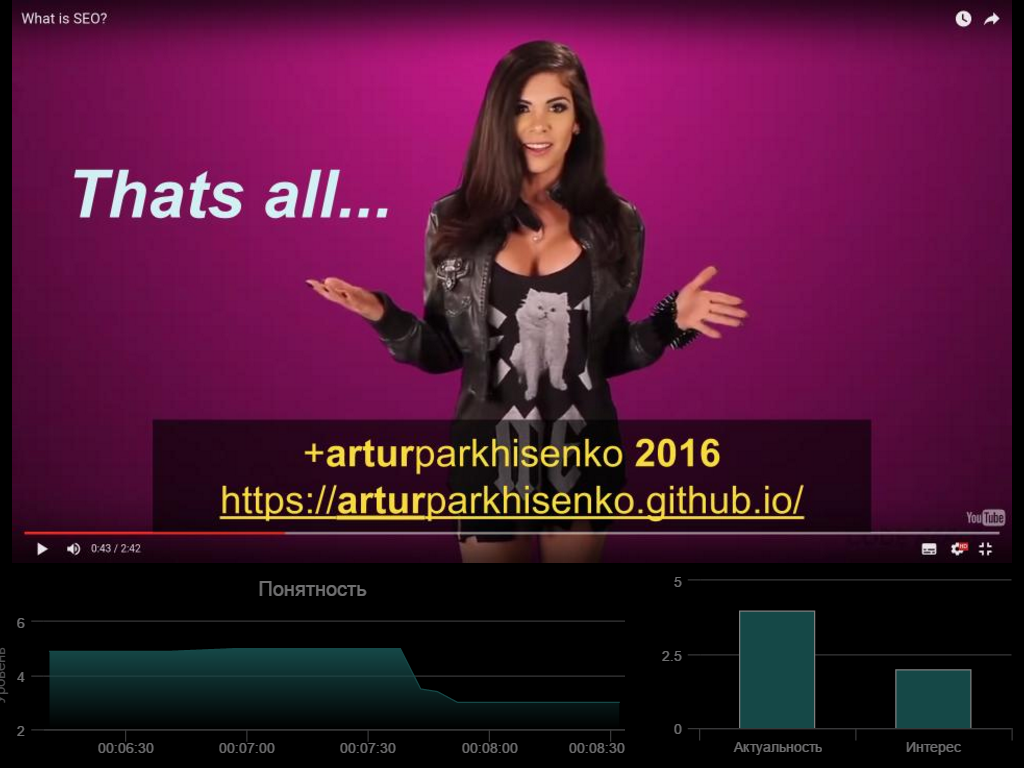 What is SEO?
Thats all...
+arturparkhisenko 2016
https://arturparkhisenko.github.io/
YouTube
0:43 / 2:42
HD
Понятность
6
4
2
Уровень
00:06:30 00:07:00 00:07:30 00:08:00 00:08:30
5
2.5
0
Актуальность Интерес